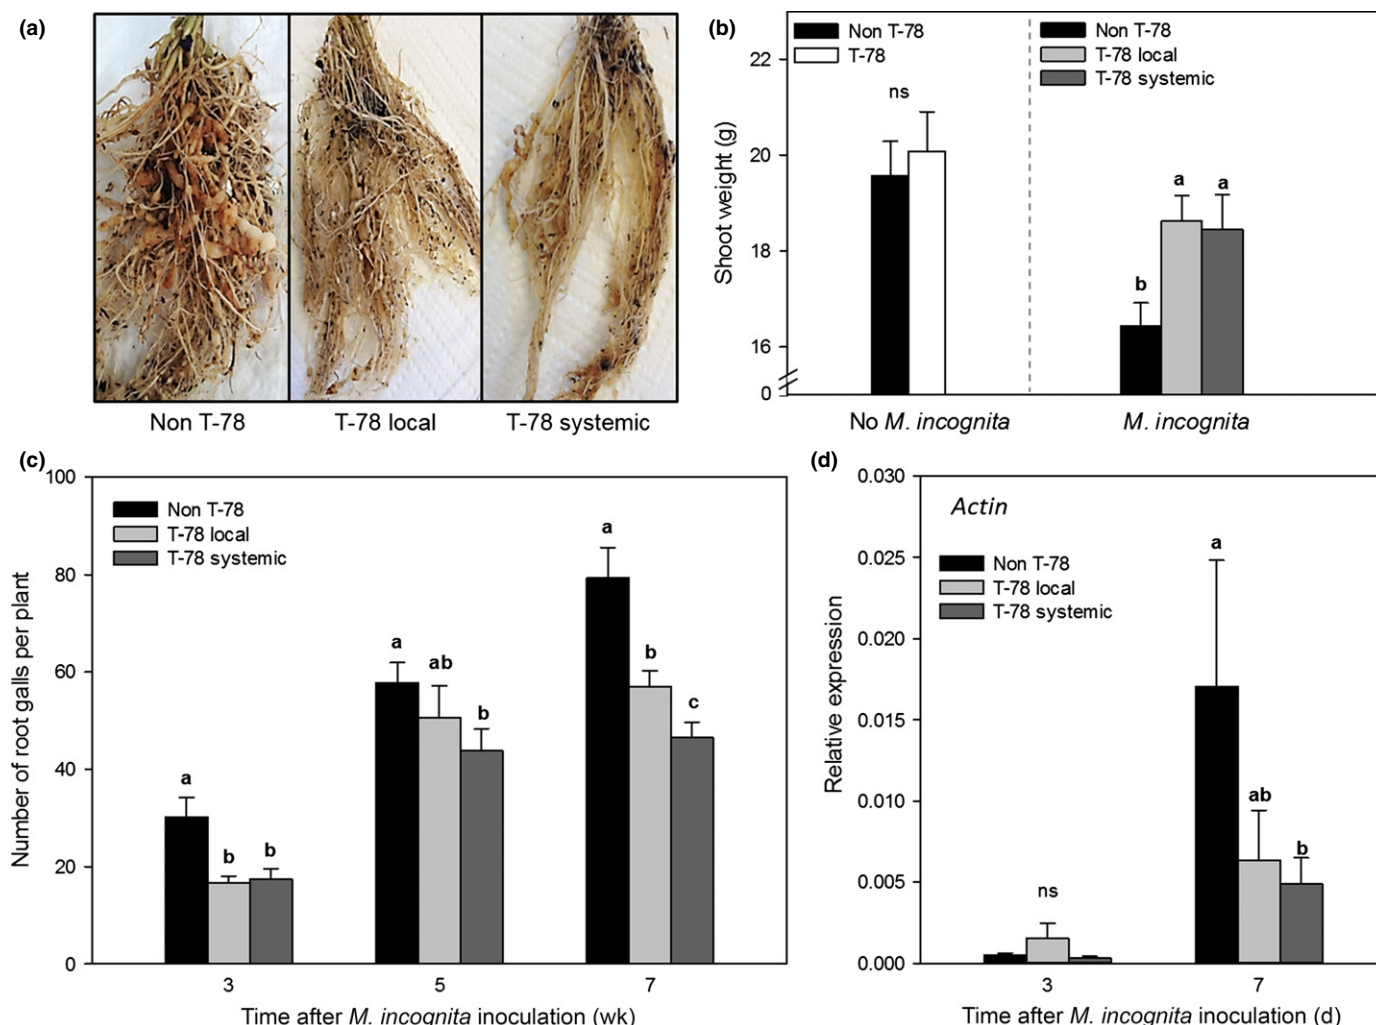 (a)
Non T-78
T-78 local
T-78 systemic
(b)
Shoot weight (g)
22
20
18
16
0
Non T-78
T-78
Non T-78
T-78 local
T-78 systemic
ns
b
a
a
No M. incognita
M. incognita
(c)
Number of root galls per plant
100
80
60
40
20
0
Non T-78
T-78 local
T-78 systemic
a
b
b
a
ab
b
a
b
c
3
5
7
Time after M. incognita inoculation (wk)
(d)
Relative expression
0.030
0.025
0.020
0.015
0.010
0.005
0.000
Actin
Non T-78
T-78 local
T-78 systemic
ns
a
ab
b
3
7
Time after M. incognita inoculation (d)